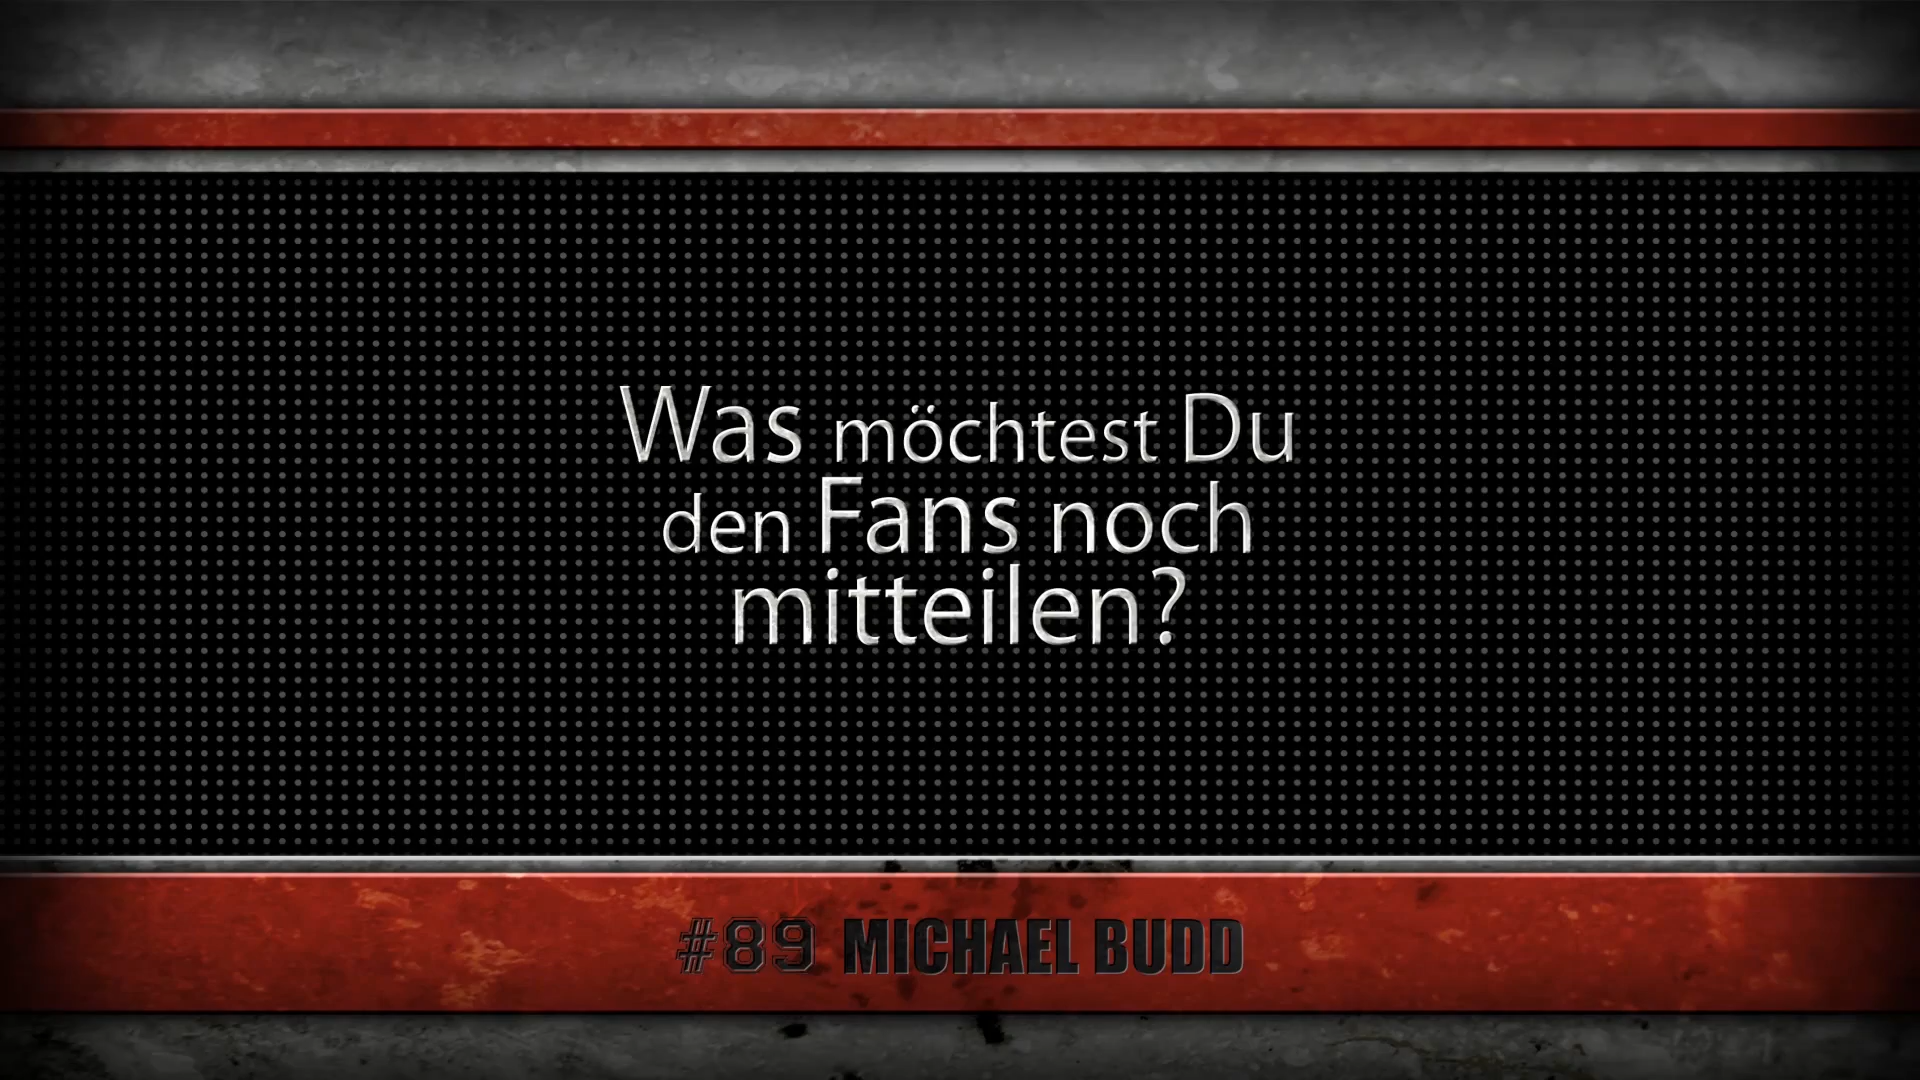 Was möchtest Du
den Fans noch
mitteilen?
#89 MICHAEL BUDD